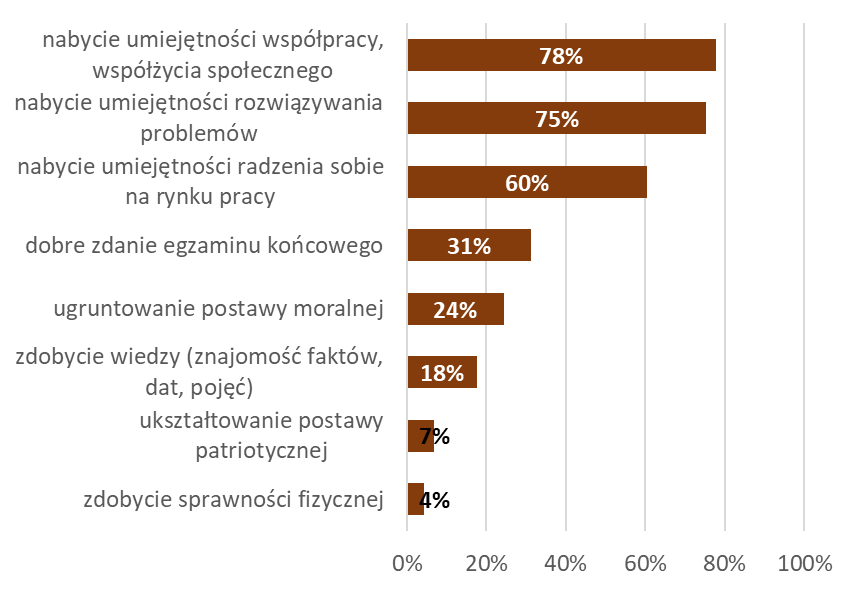 nabycie umiejętności współpracy,
współżycia społecznego
78%
nabycie umiejętności rozwiązywania
problemów
75%
nabycie umiejętności radzenia sobie
na rynku pracy
60%
dobre zdanie egzaminu końcowego
31%
ugruntowanie postawy moralnej
24%
zdobycie wiedzy (znajomość faktów,
dat, pojęć)
18%
ukształtowanie postawy
patriotycznej
7%
zdobycie sprawności fizycznej
4%
0% 20% 40% 60% 80% 100%